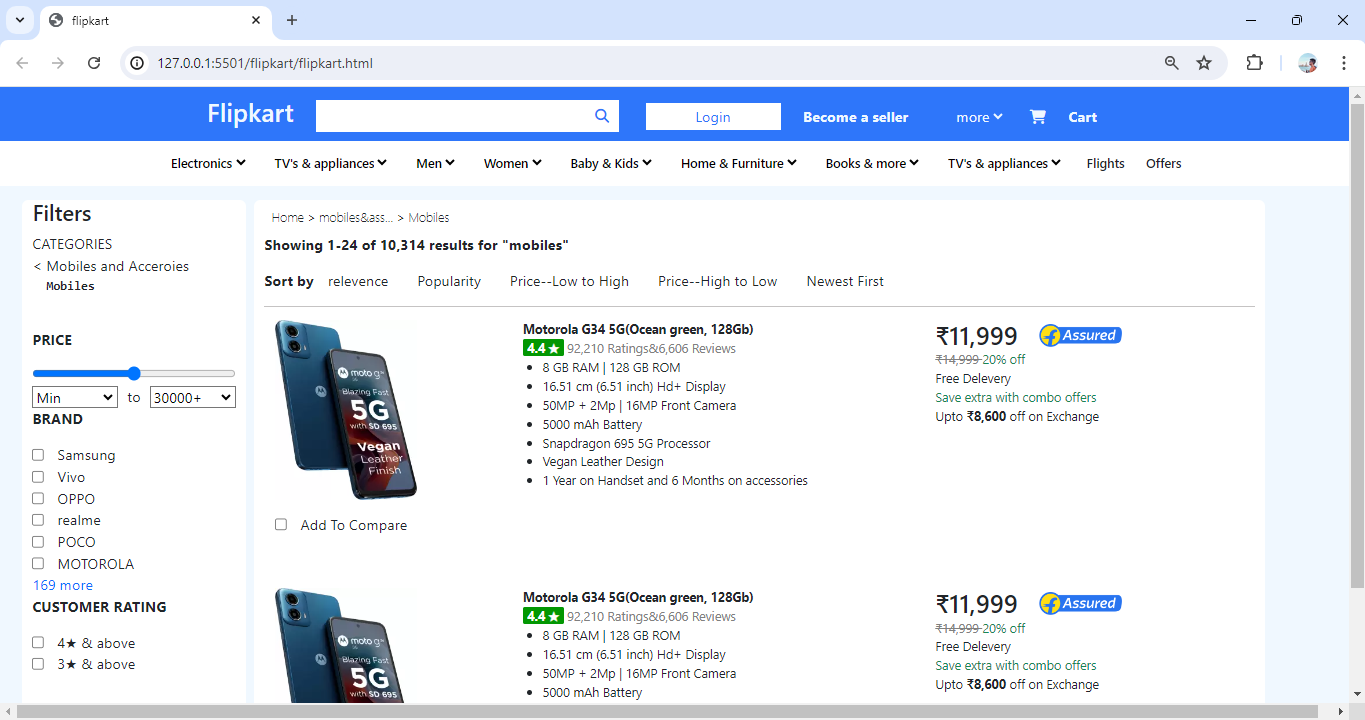 flipkart
127.0.0.1:5501/flipkart/flipkart.html
Flipkart Login Become a seller more Cart
Electronics TV's & appliances Men Women Baby & Kids Home & Furniture Books & more TV's & appliances Flights Offers
Filters
CATEGORIES
< Mobiles and Acceroies
Mobiles
PRICE
Min to 30000+
BRAND
Samsung
Vivo
OPPO
realme
POCO
MOTOROLA
169 more
CUSTOMER RATING
4★ & above
3★ & above
Home > mobiles&ass... > Mobiles
Showing 1-24 of 10,314 results for "mobiles"
Sort by relevence Popularity Price--Low to High Price--High to Low Newest First
moto g34
Blazing Fast
5G
with SD 695
Vegan
Leather
Finish
Add To Compare
Motorola G34 5G(Ocean green, 128Gb)
4.4★ 92,210 Ratings&6,606 Reviews
8 GB RAM | 128 GB ROM
16.51 cm (6.51 inch) Hd+ Display
50MP + 2Mp | 16MP Front Camera
5000 mAh Battery
Snapdragon 695 5G Processor
Vegan Leather Design
1 Year on Handset and 6 Months on accessories
₹11,999 Assured
₹14,999 20% off
Free Delevery
Save extra with combo offers
Upto ₹8,600 off on Exchange
moto g34
Blazing Fast
5G
with SD 695
Motorola G34 5G(Ocean green, 128Gb)
4.4★ 92,210 Ratings&6,606 Reviews
8 GB RAM | 128 GB ROM
16.51 cm (6.51 inch) Hd+ Display
50MP + 2Mp | 16MP Front Camera
5000 mAh Battery
₹11,999 Assured
₹14,999 20% off
Free Delevery
Save extra with combo offers
Upto ₹8,600 off on Exchange